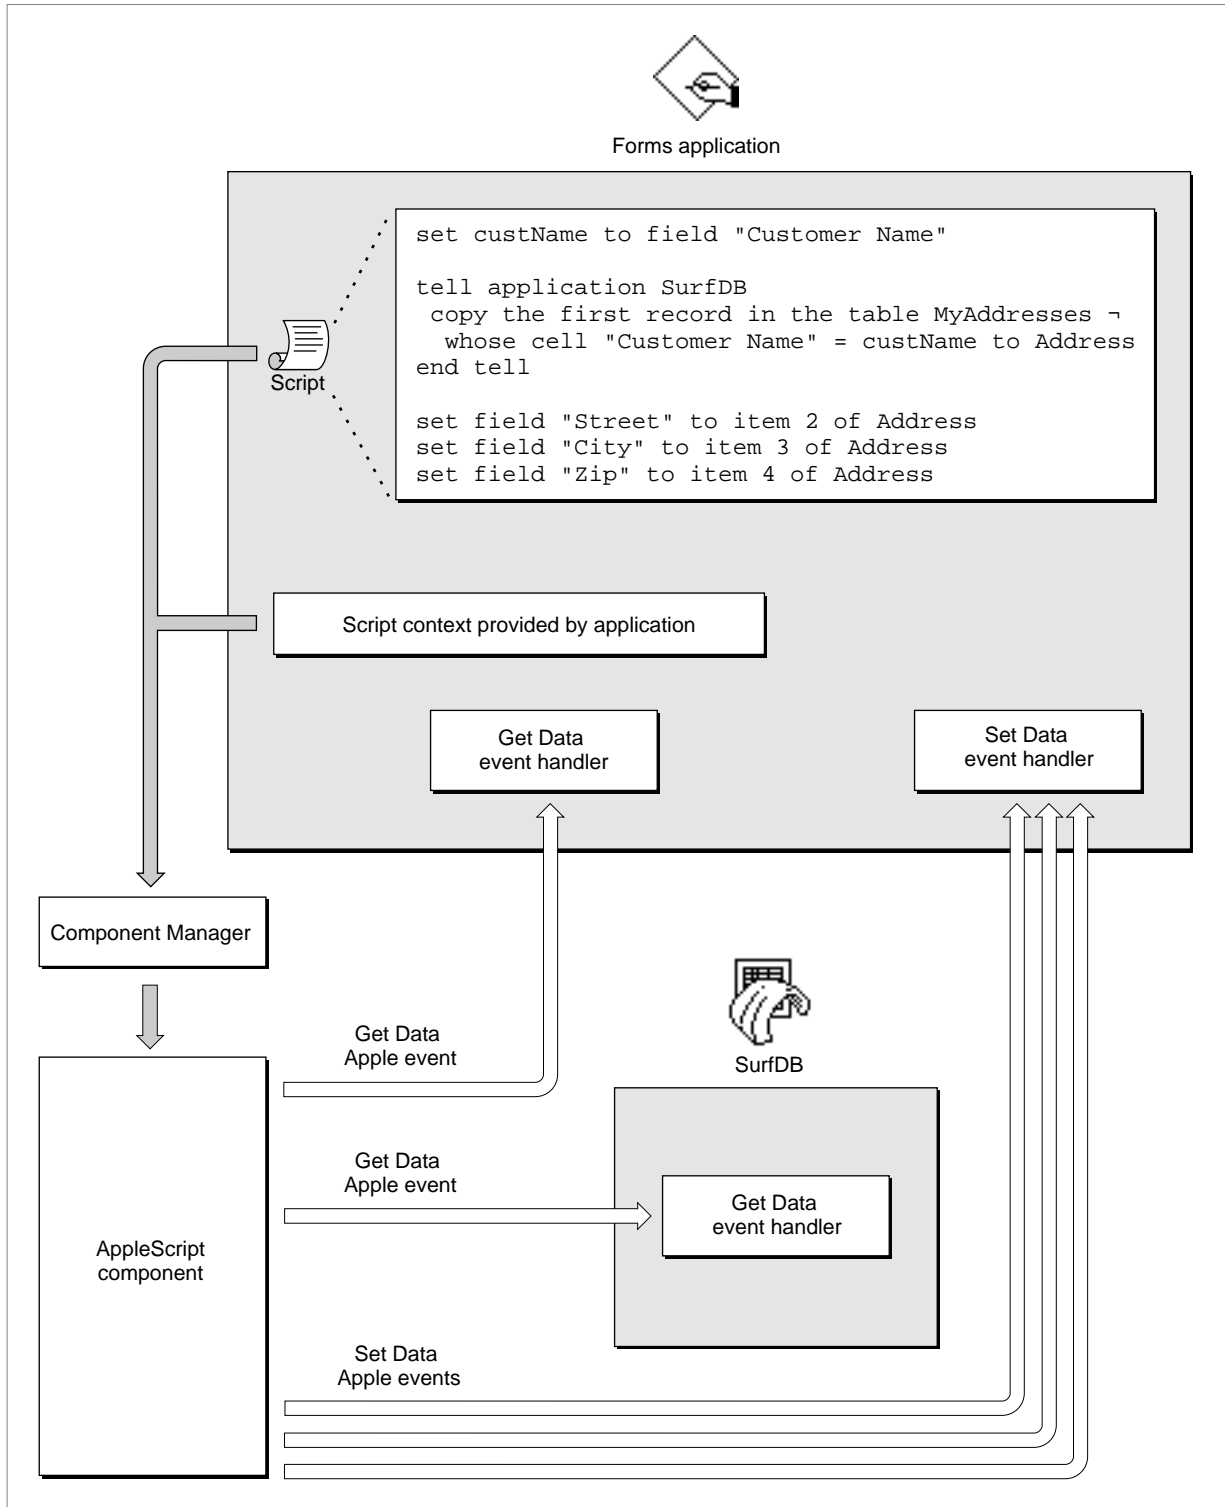 Forms application
set custName to field "Customer Name"
tell application SurfDB
copy the first record in the table MyAddresses ¬
whose cell "Customer Name" = custName to Address
end tell
set field "Street" to item 2 of Address
set field "City" to item 3 of Address
set field "Zip" to item 4 of Address
Script
Script context provided by application
Get Data
event handler
Set Data
event handler
Component Manager
Get Data
Apple event
SurfDB
Get Data
Apple event
Get Data
event handler
AppleScript
component
Set Data
Apple events